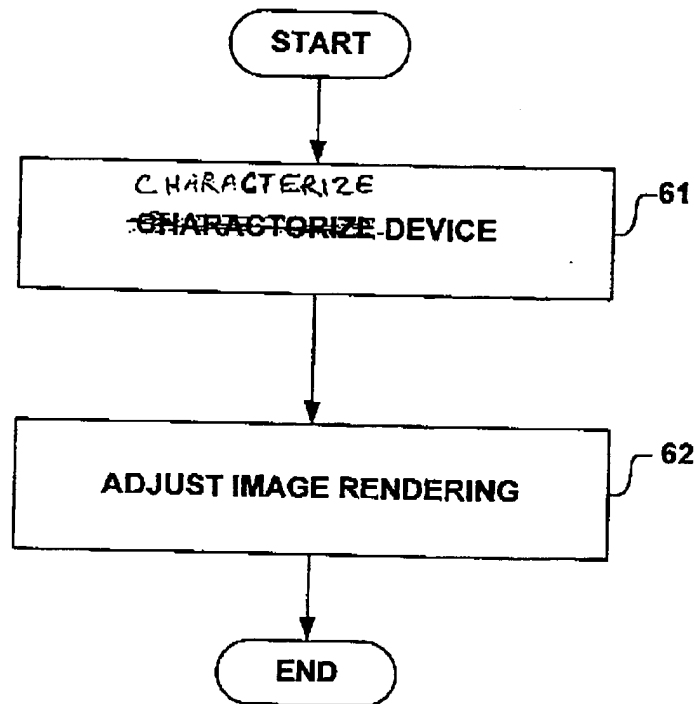 START
CHARACTERIZE
CHARACTORIZE DEVICE
61
ADJUST IMAGE RENDERING
62
END